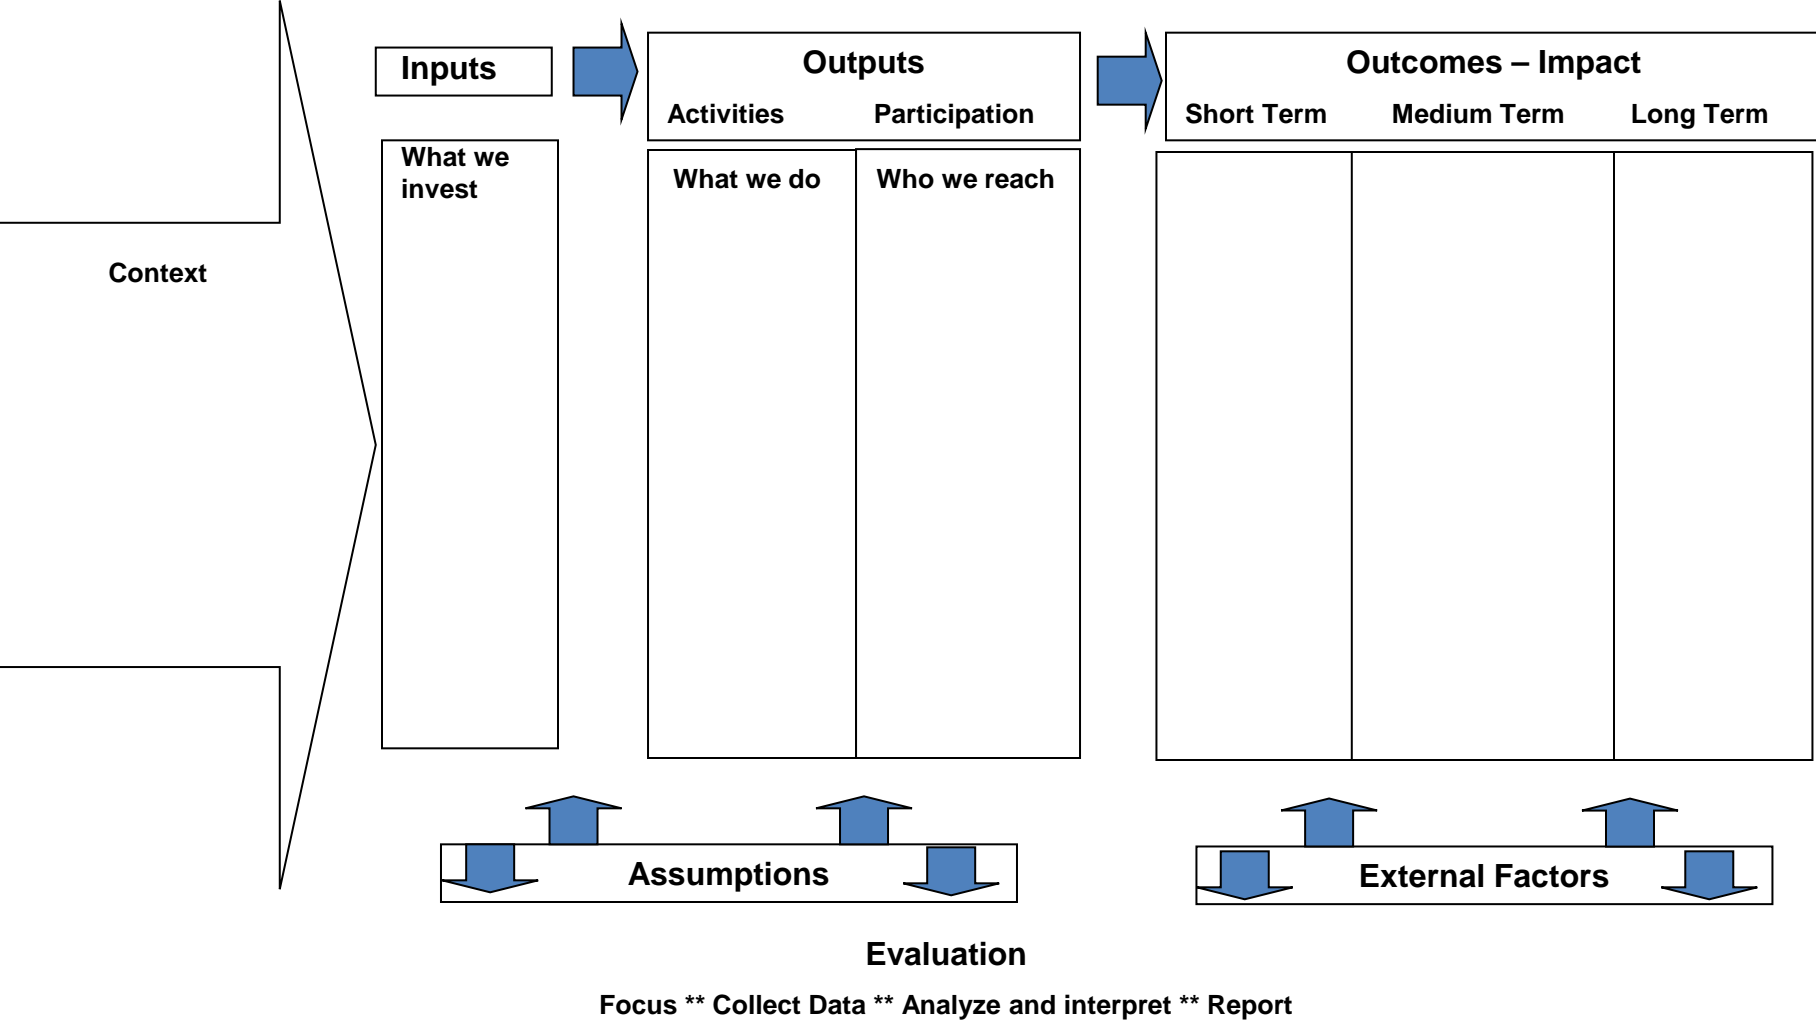 Inputs
Outputs
Activities Participation
Outcomes – Impact
Short Term Medium Term Long Term
What we
invest
What we do
Who we reach
Context
Assumptions
External Factors
Evaluation
Focus ** Collect Data ** Analyze and interpret ** Report